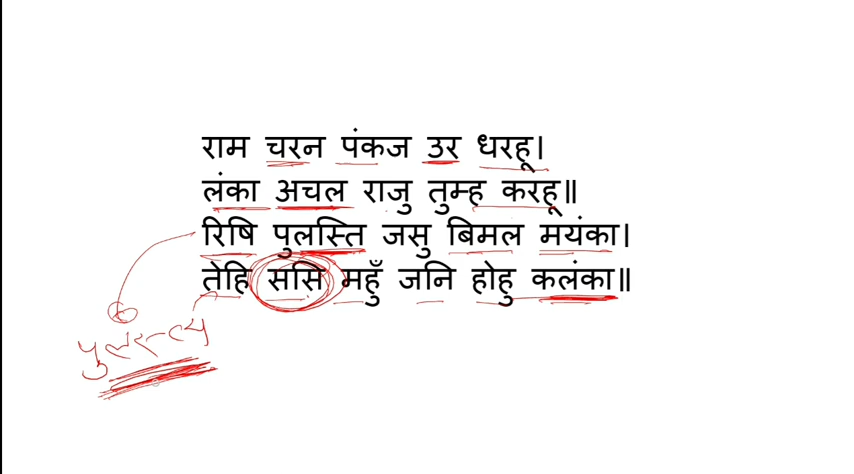 राम चरन पंकज उर धरहू।
लंका अचल राजु तुम्ह करहू॥
रिषि पुलस्ति जसु बिमल मयंका।
तेहि ससि महुँ जनि होहु कलंका॥
पुलस्त्य